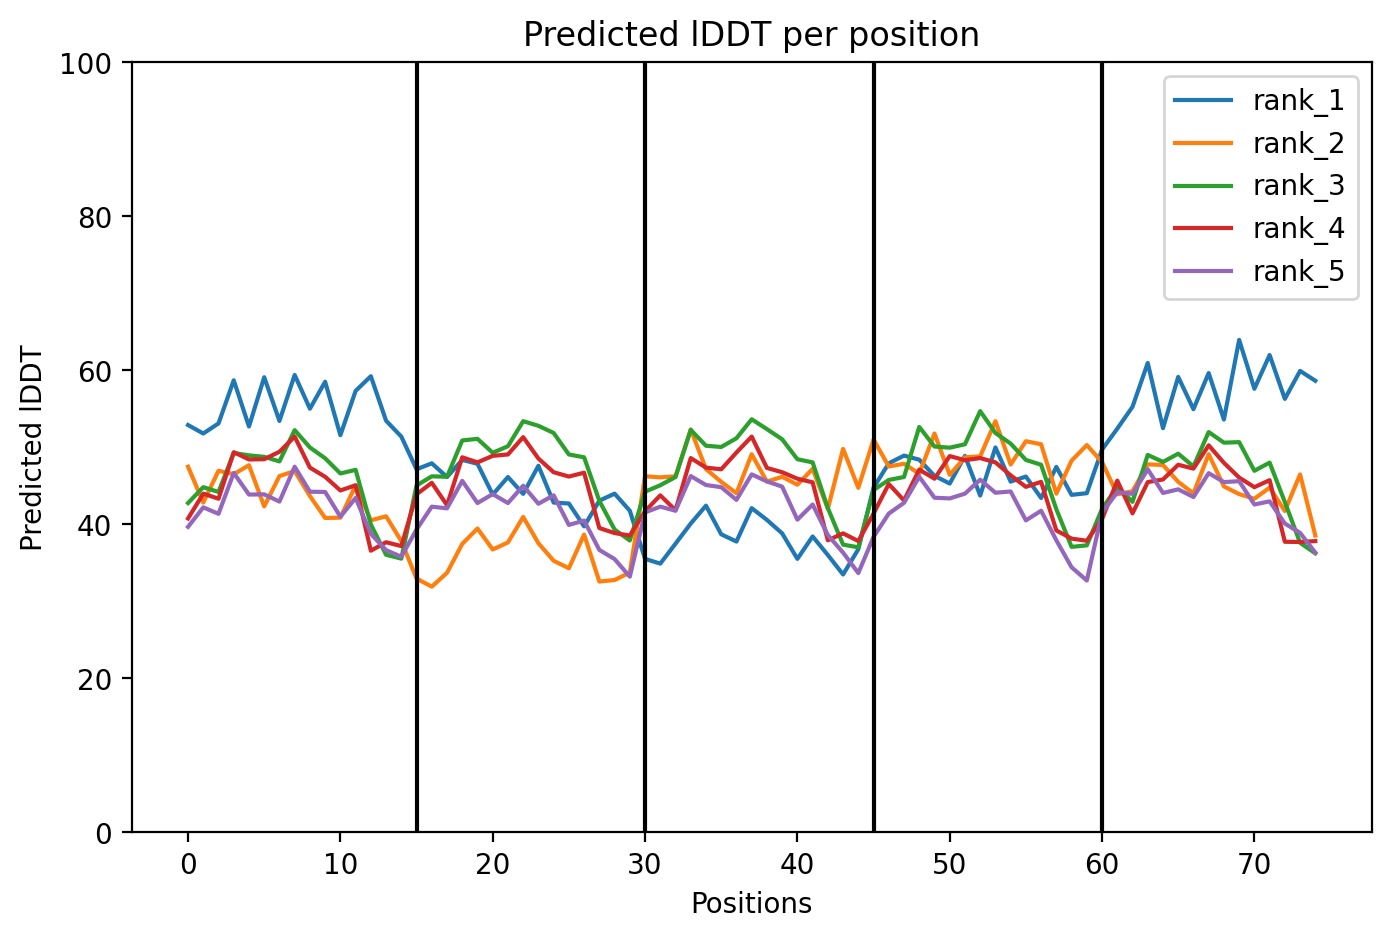 Predicted lDDT per position
100
80
60
40
20
0
Predicted lDDT
0 10 20 30 40 50 60 70
Positions
rank_1
rank_2
rank_3
rank_4
rank_5